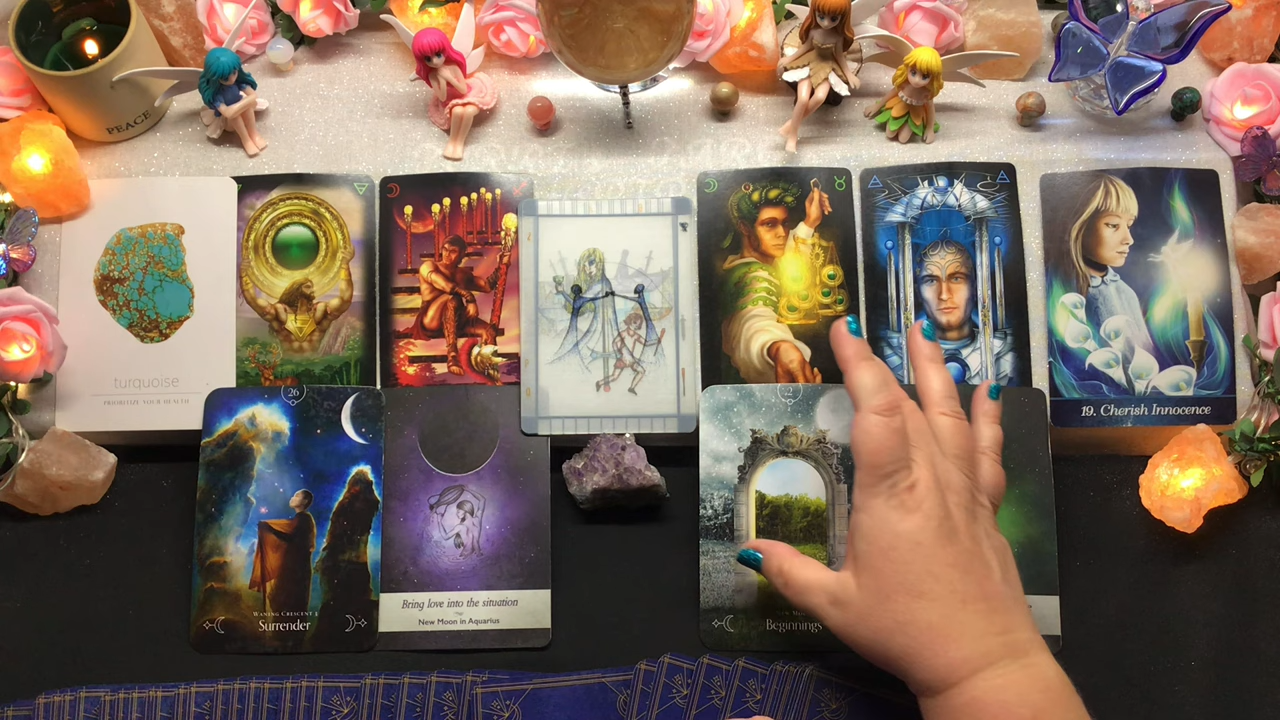 PEACE
turquoise
PRIORITIZE YOUR HEALTH
19. Cherish Innocence
26
WANING CRESCENT
Surrender
Bring love into the situation
New Moon in Aquarius
Beginnings